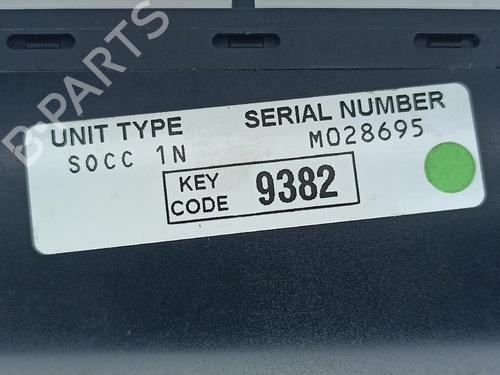 B-PARTS
UNIT TYPE SERIAL NUMBER
SOCC 1N M028695
KEY CODE 9382